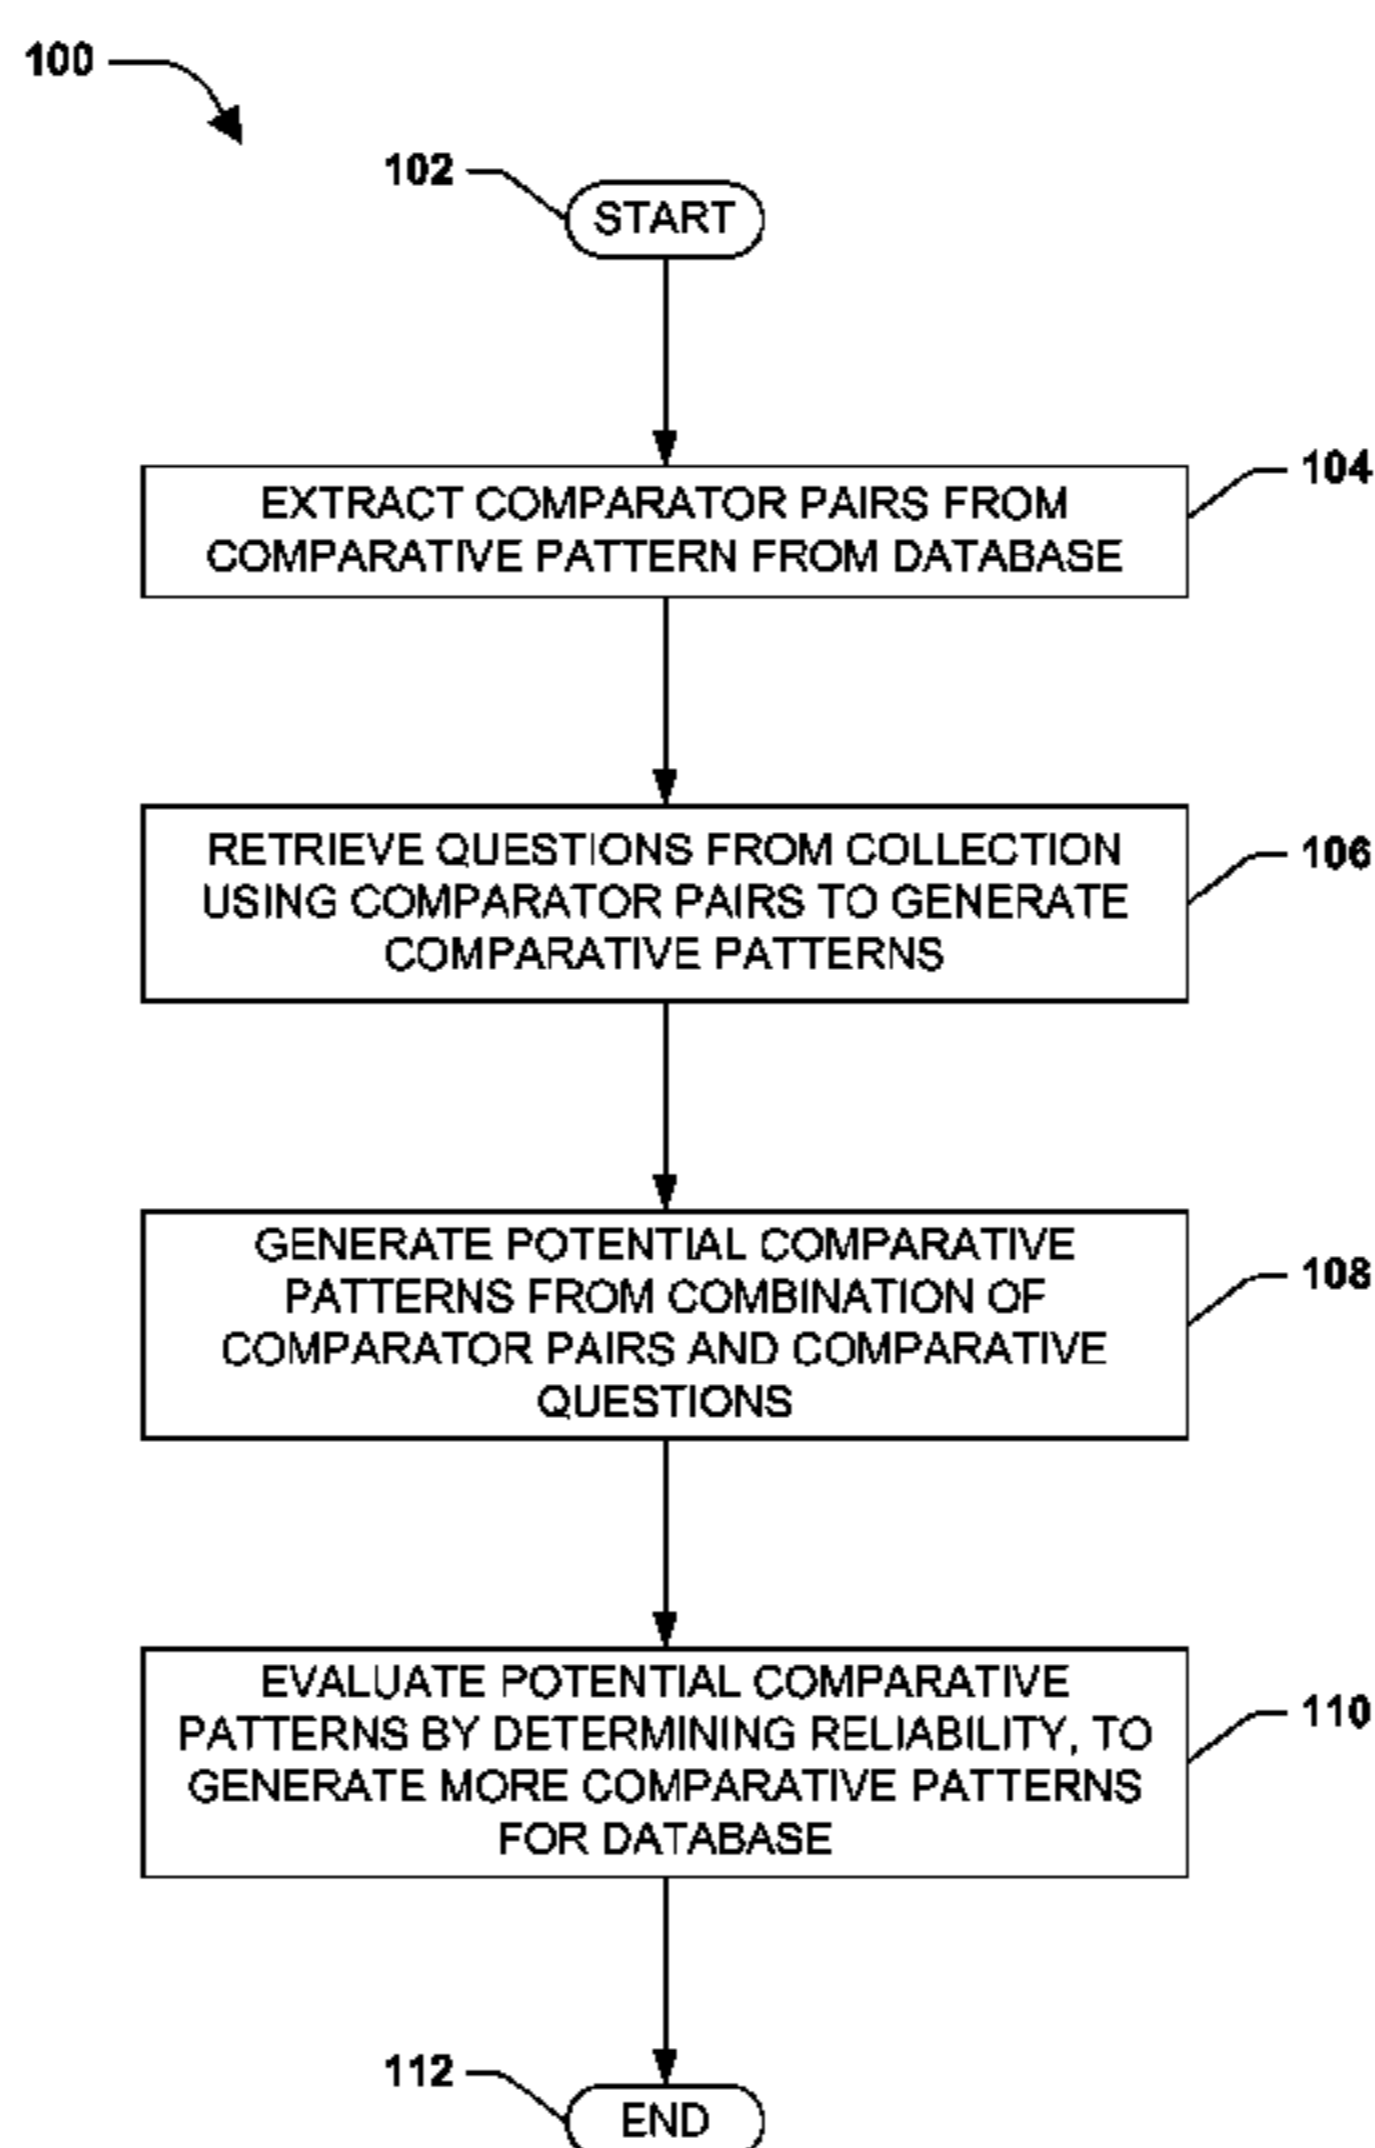 100
102
START
EXTRACT COMPARATOR PAIRS FROM
COMPARATIVE PATTERN FROM DATABASE
104
RETRIEVE QUESTIONS FROM COLLECTION
USING COMPARATOR PAIRS TO GENERATE
COMPARATIVE PATTERNS
106
GENERATE POTENTIAL COMPARATIVE
PATTERNS FROM COMBINATION OF
COMPARATOR PAIRS AND COMPARATIVE
QUESTIONS
108
EVALUATE POTENTIAL COMPARATIVE
PATTERNS BY DETERMINING RELIABILITY, TO
GENERATE MORE COMPARATIVE PATTERNS
FOR DATABASE
110
112
END